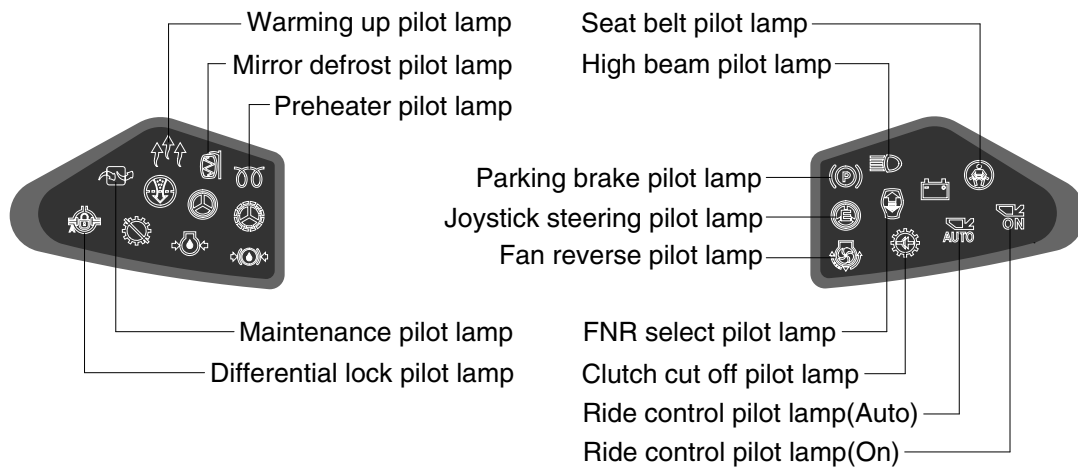 Warming up pilot lamp
Mirror defrost pilot lamp
Preheater pilot lamp
A
Maintenance pilot lamp
Differential lock pilot lamp
Seat belt pilot lamp
High beam pilot lamp
Parking brake pilot lamp
Joystick steering pilot lamp
Fan reverse pilot lamp
P
AUTO
ON
FNR select pilot lamp
Clutch cut off pilot lamp
Ride control pilot lamp(Auto)
Ride control pilot lamp(On)